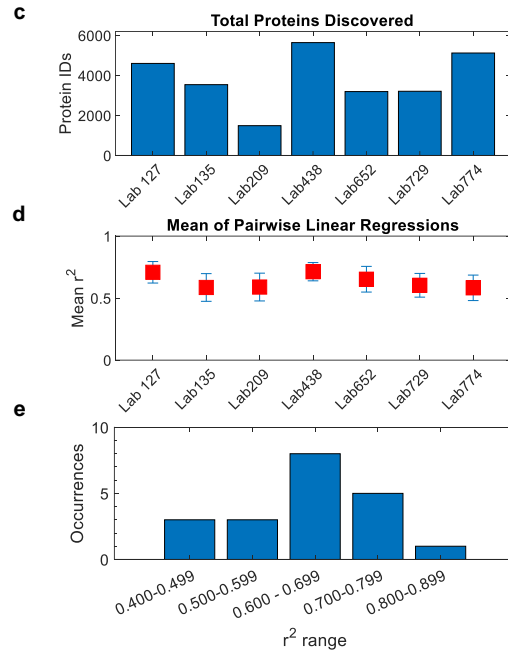 c
Total Proteins Discovered
6000
4000
2000
0
Protein IDs
Lab 127
Lab135
Lab209
Lab438
Lab652
Lab729
Lab774
d
Mean of Pairwise Linear Regressions
1
0.5
0
Mean r²
Lab 127
Lab135
Lab209
Lab438
Lab652
Lab729
Lab774
e
10
5
0
Occurrences
0.400-0.499
0.500-0.599
0.600 - 0.699
0.700-0.799
0.800-0.899
r² range